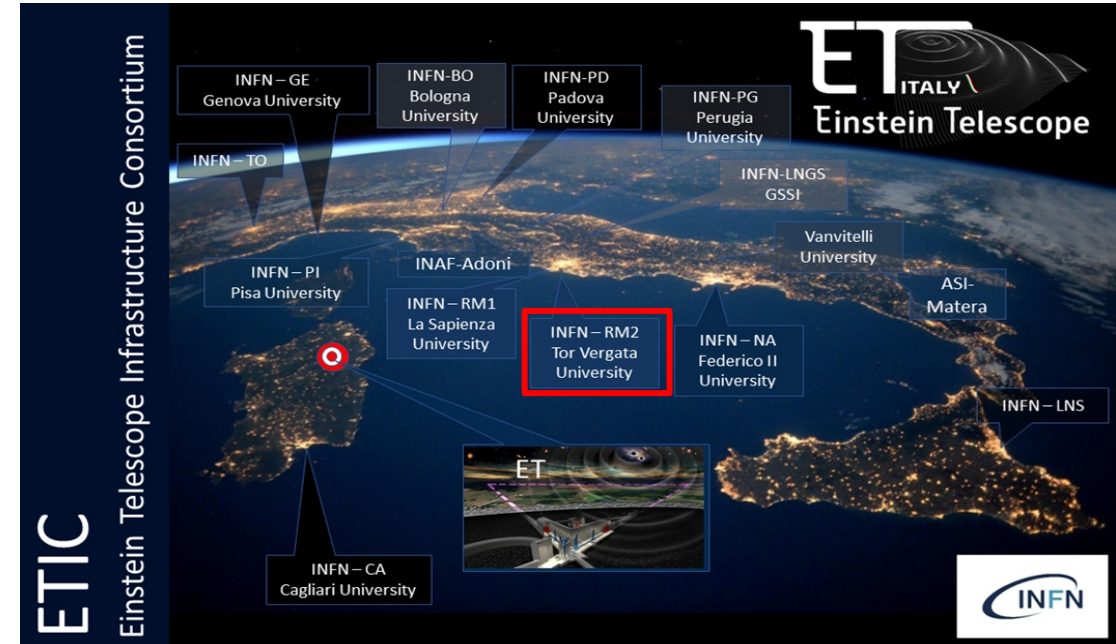 ETIC
Einstein Telescope Infrastructure Consortium
ET
ITALY
Einstein Telescope
INFN – GE
Genova University
INFN-BO
Bologna
University
INFN-PD
Padova
University
INFN-PG
Perugia
University
INFN – TO
INFN-LNGS
GSSI
Vanvitelli
University
INFN – PI
Pisa University
INAF-Adoni
ASI-
Matera
INFN – RM1
La Sapienza
University
INFN – RM2
Tor Vergata
University
INFN – NA
Federico II
University
INFN – LNS
ET
INFN – CA
Cagliari University
INFN